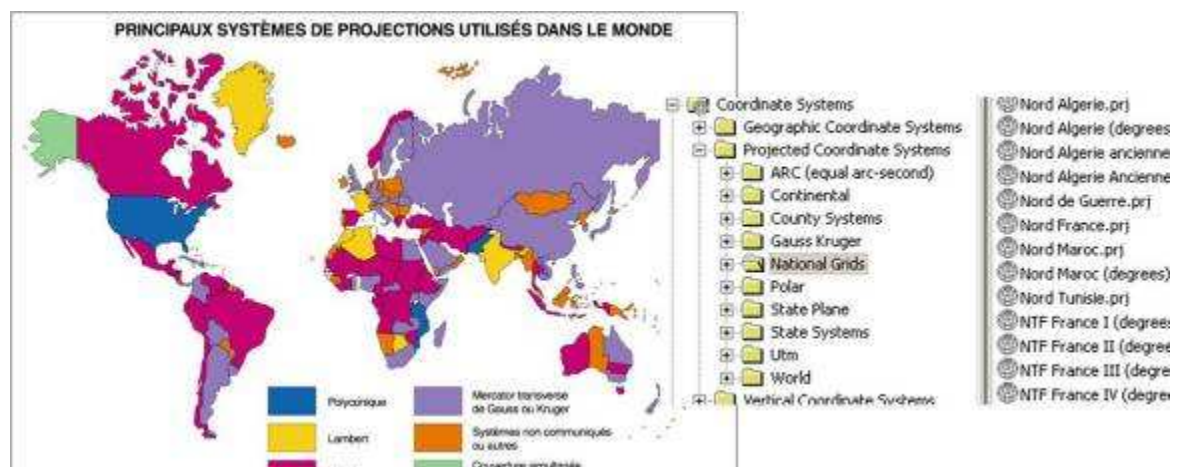 PRINCIPAUX SYSTÈMES DE PROJECTIONS UTILISÉS DANS LE MONDE
Polyconique
Lambert
Mercator transverse
de Gauss ou Kruger
Systèmes non communiqués
ou autres
Couverture simultanée
Coordinate Systems
Geographic Coordinate Systems
Projected Coordinate Systems
ARC (equal arc-second)
Continental
County Systems
Gauss Kruger
National Grids
Polar
State Plane
State Systems
Utm
World
Vertical Coordinate Systems
Nord Algerie.prj
Nord Algerie (degrees
Nord Algerie ancienne
Nord Algerie Ancienne
Nord de Guerre.prj
Nord France.prj
Nord Maroc.prj
Nord Maroc (degrees)
Nord Tunisie.prj
NTF France I (degrees
NTF France II (degree
NTF France III (degre
NTF France IV (degre